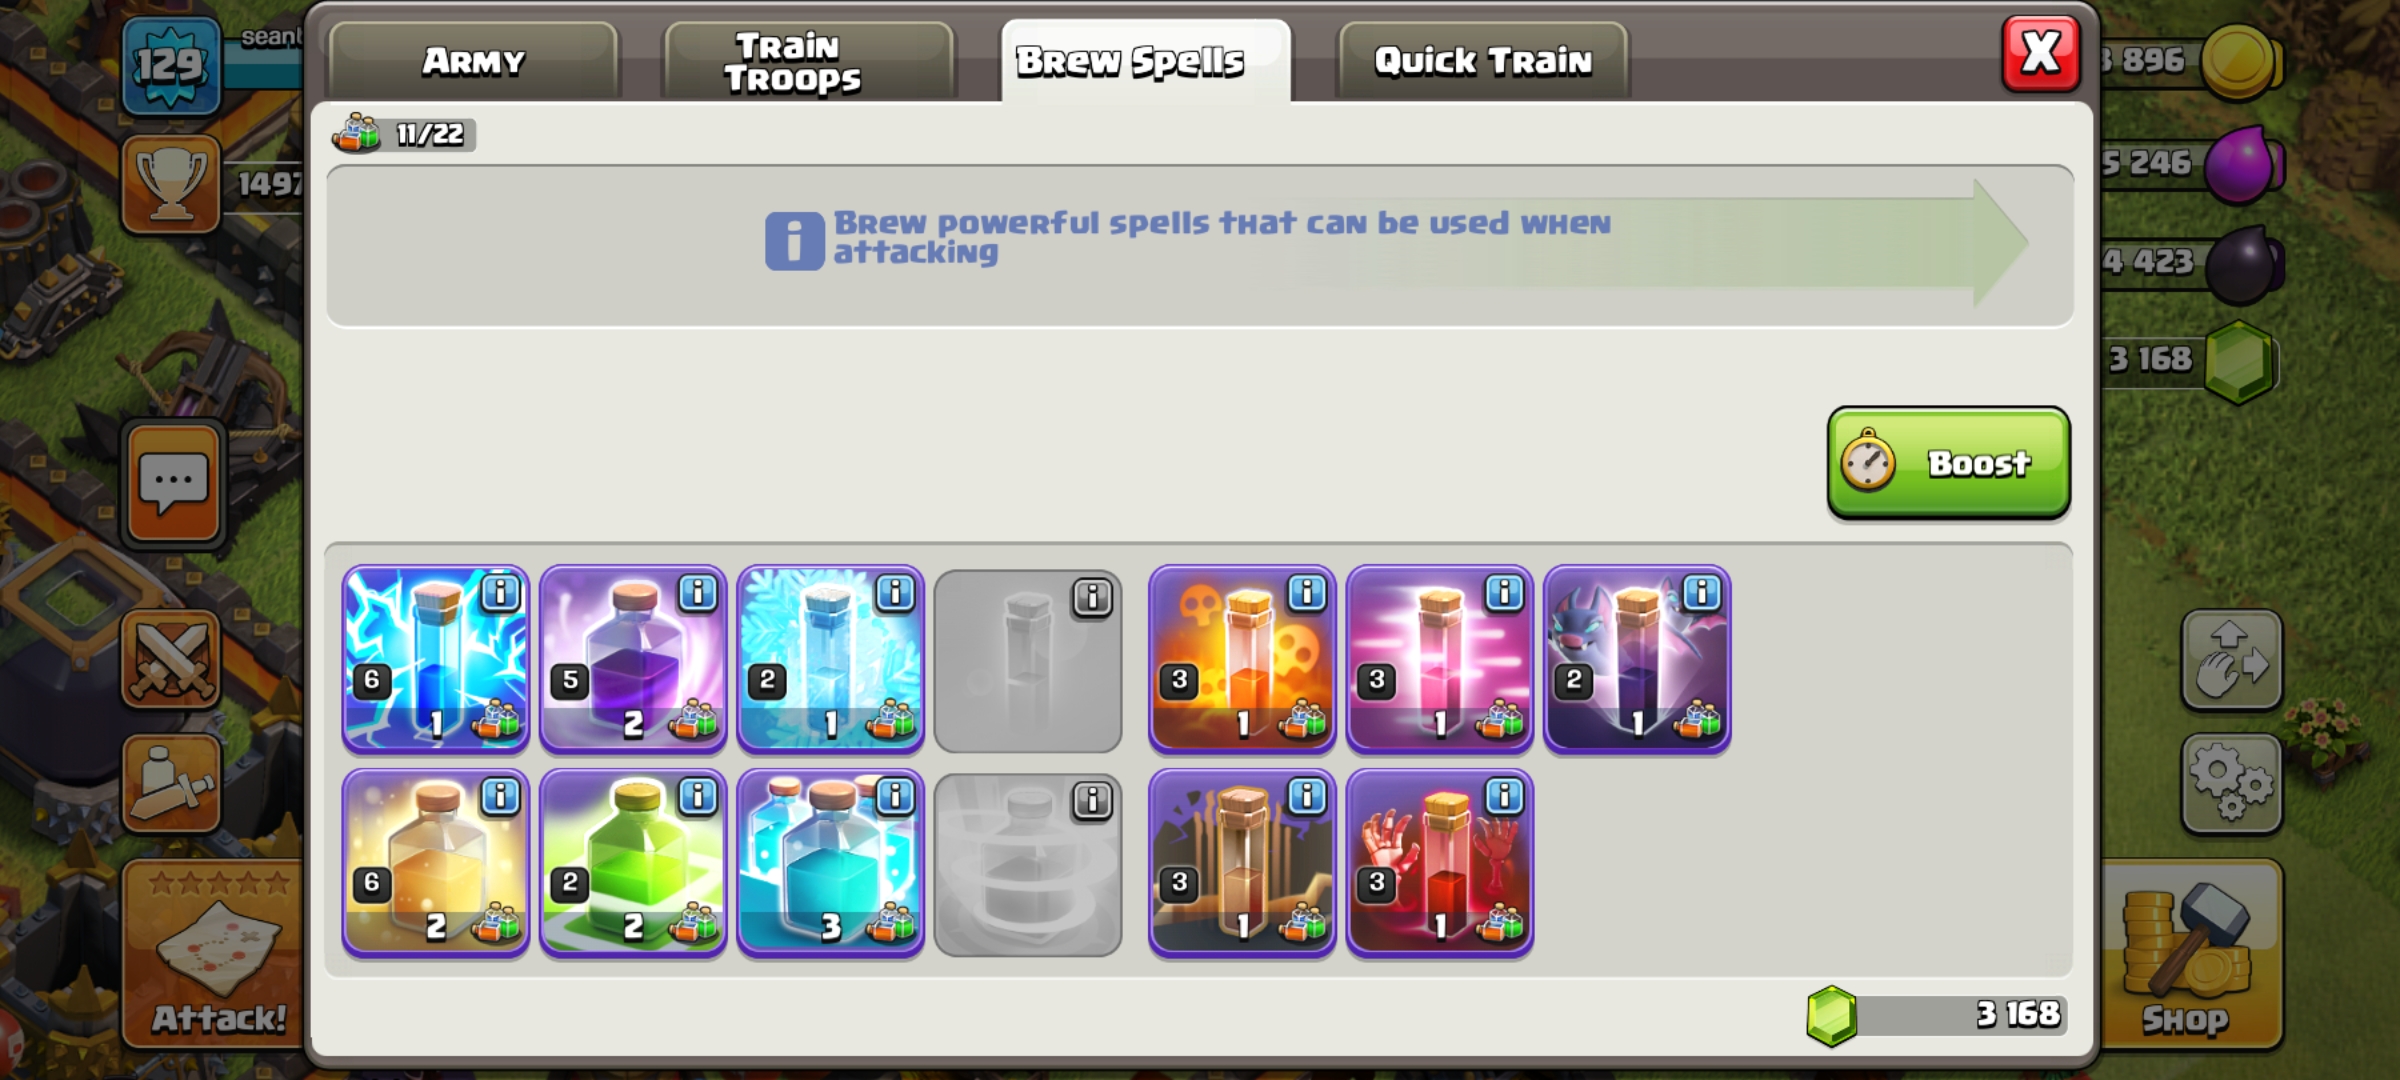 129
seant
1497
Army
Train
Troops
Brew Spells
Quick Train
X
11/22
Brew powerful spells that can be used when
attacking
Boost
6
1
5
2
2
1
3
1
3
1
2
1
6
2
2
2
3
3
1
3
1
3 168
896
5 246
4 423
3 168
Attack!
Shop